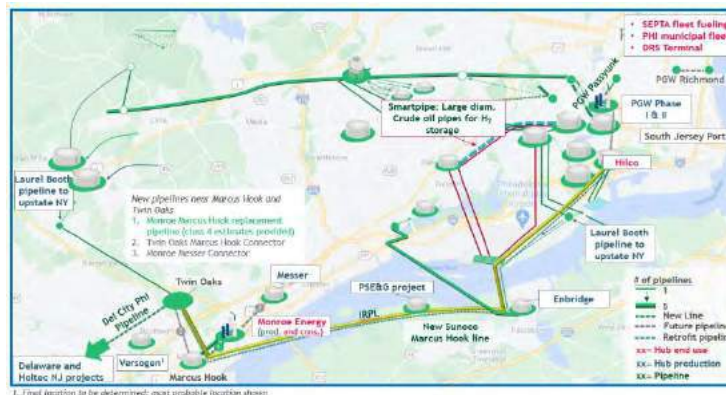 • SEPTA fleet fueling
• PHI municipal fleet
• DRS Terminal
PGW Passyunk
PGW Richmond
Smartpipe: Large diam.
Crude oil pipes for H₂
storage
PGW Phase
I & II
South Jersey Port
Hilco
Laurel Booth
pipeline to
upstate NY
New pipelines near Marcus Hook and
Twin Oaks
1. Monroe Marcus Hook replacement
pipeline (class 4 estimates provided)
2. Twin Oaks Marcus Hook Connector
3. Monroe Messer Connector
Laurel Booth
pipeline to
upstate NY
Twin Oaks
Messer
Del City Phl
Pipeline
PSE&G project
Enbridge
Monroe Energy
(prod. and cons.)
IRPL
New Sunoco
Marcus Hook line
Versogen¹
Marcus Hook
Delaware and
Holtec NJ projects
# of pipelines
1
5
New Line
Future pipeline
Retrofit pipeline
xx= Hub end use
xx= Hub production
xx= Pipeline
1. Final location to be determined; most probable location shown